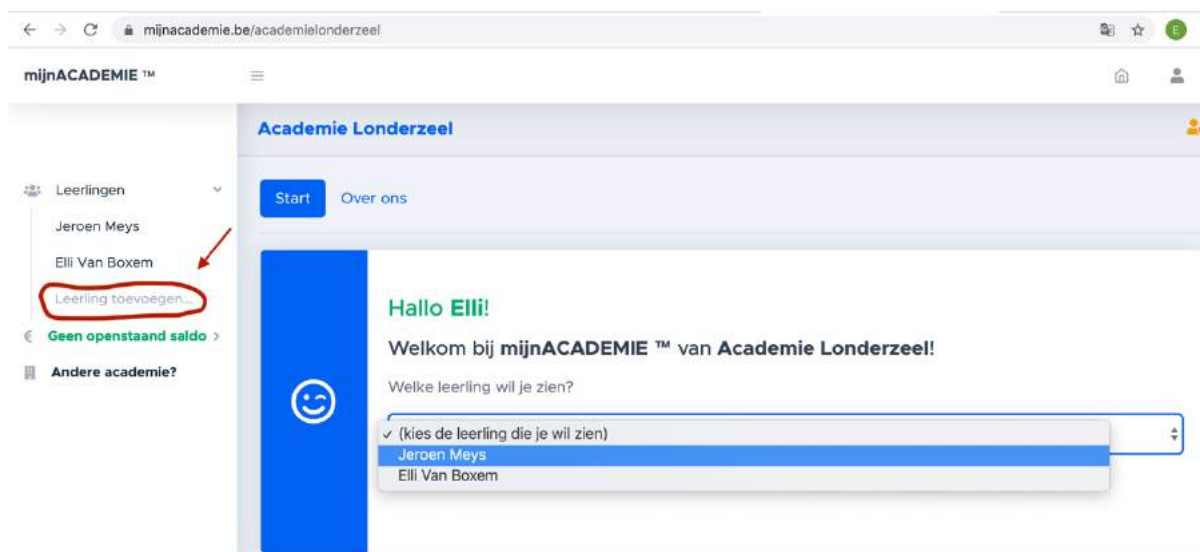 mijnacademie.be/academielonderzeel
E
mijnACADEMIE ™
Academie Londerzeel
Leerlingen
Start Over ons
Jeroen Meys
Elli Van Boxem
Leerling toevoegen...
Hallo Elli!
€ Geen openstaand saldo >
Welkom bij mijnACADEMIE ™ van Academie Londerzeel!
Andere academie?
Welke leerling wil je zien?
✓ (kies de leerling die je wil zien)
Jeroen Meys
Elli Van Boxem